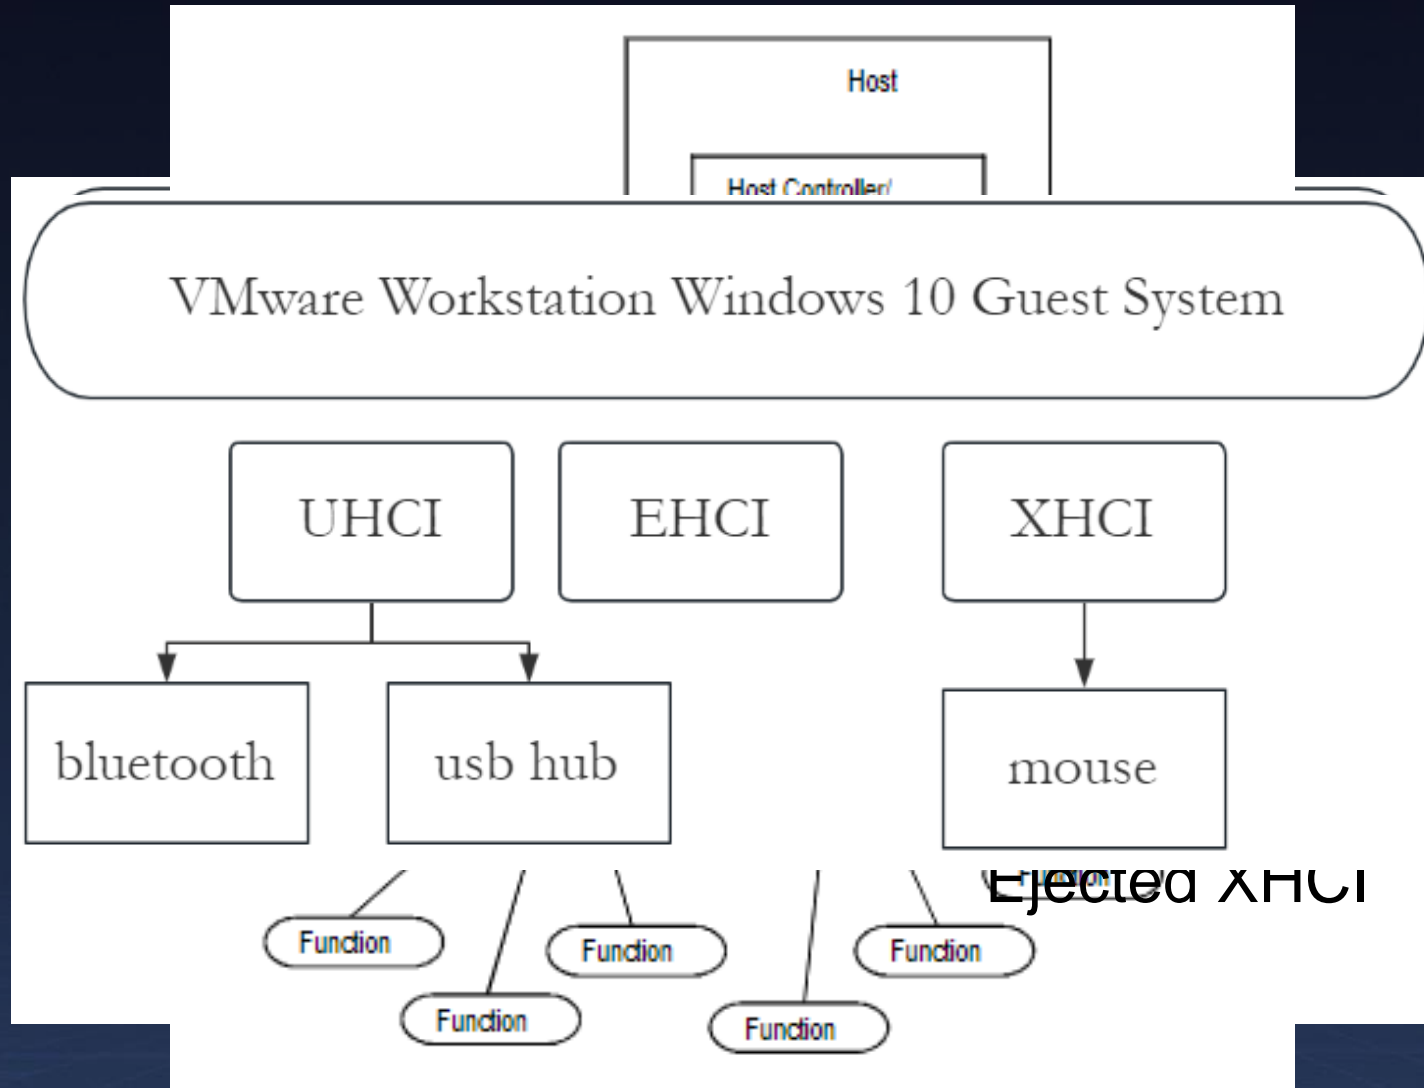 Host
Host Controller/
VMware Workstation Windows 10 Guest System
UHCI
EHCI
XHCI
bluetooth
usb hub
mouse
Function
Ejected XHCI
Function
Function
Function
Function
Function